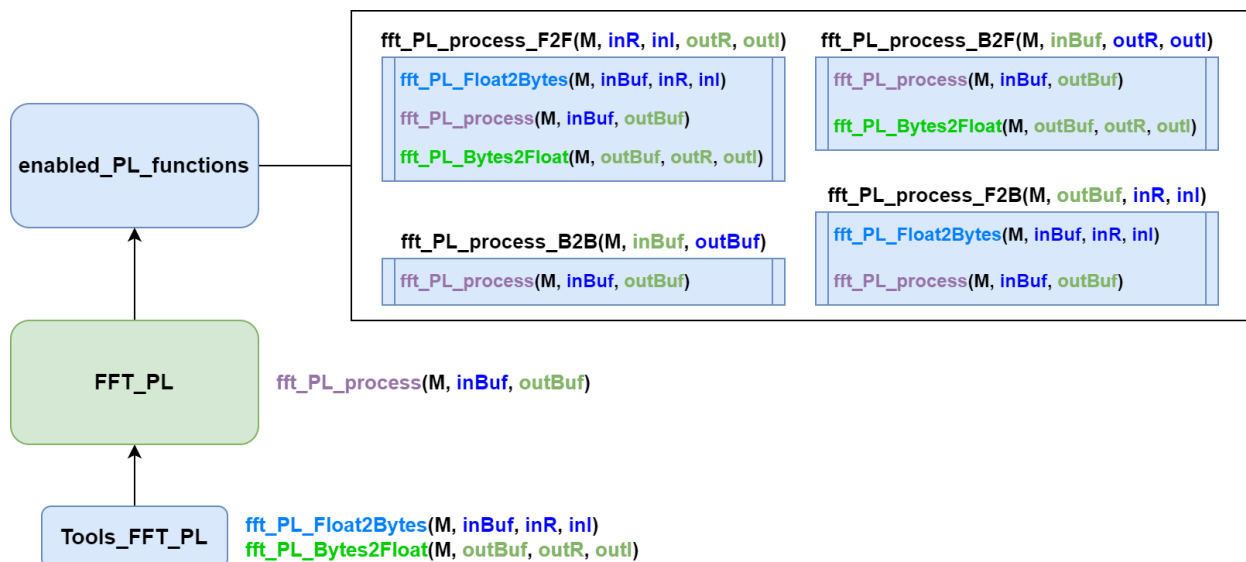 fft_PL_process_F2F(M, inR, inI, outR, outI)
fft_PL_Float2Bytes(M, inBuf, inR, inI)
fft_PL_process(M, inBuf, outBuf)
fft_PL_Bytes2Float(M, outBuf, outR, outI)
fft_PL_process_B2F(M, inBuf, outR, outI)
fft_PL_process(M, inBuf, outBuf)
fft_PL_Bytes2Float(M, outBuf, outR, outI)
enabled_PL_functions
fft_PL_process_B2B(M, inBuf, outBuf)
fft_PL_process(M, inBuf, outBuf)
fft_PL_process_F2B(M, outBuf, inR, inI)
fft_PL_Float2Bytes(M, inBuf, inR, inI)
fft_PL_process(M, inBuf, outBuf)
FFT_PL
fft_PL_process(M, inBuf, outBuf)
Tools_FFT_PL
fft_PL_Float2Bytes(M, inBuf, inR, inI)
fft_PL_Bytes2Float(M, outBuf, outR, outI)